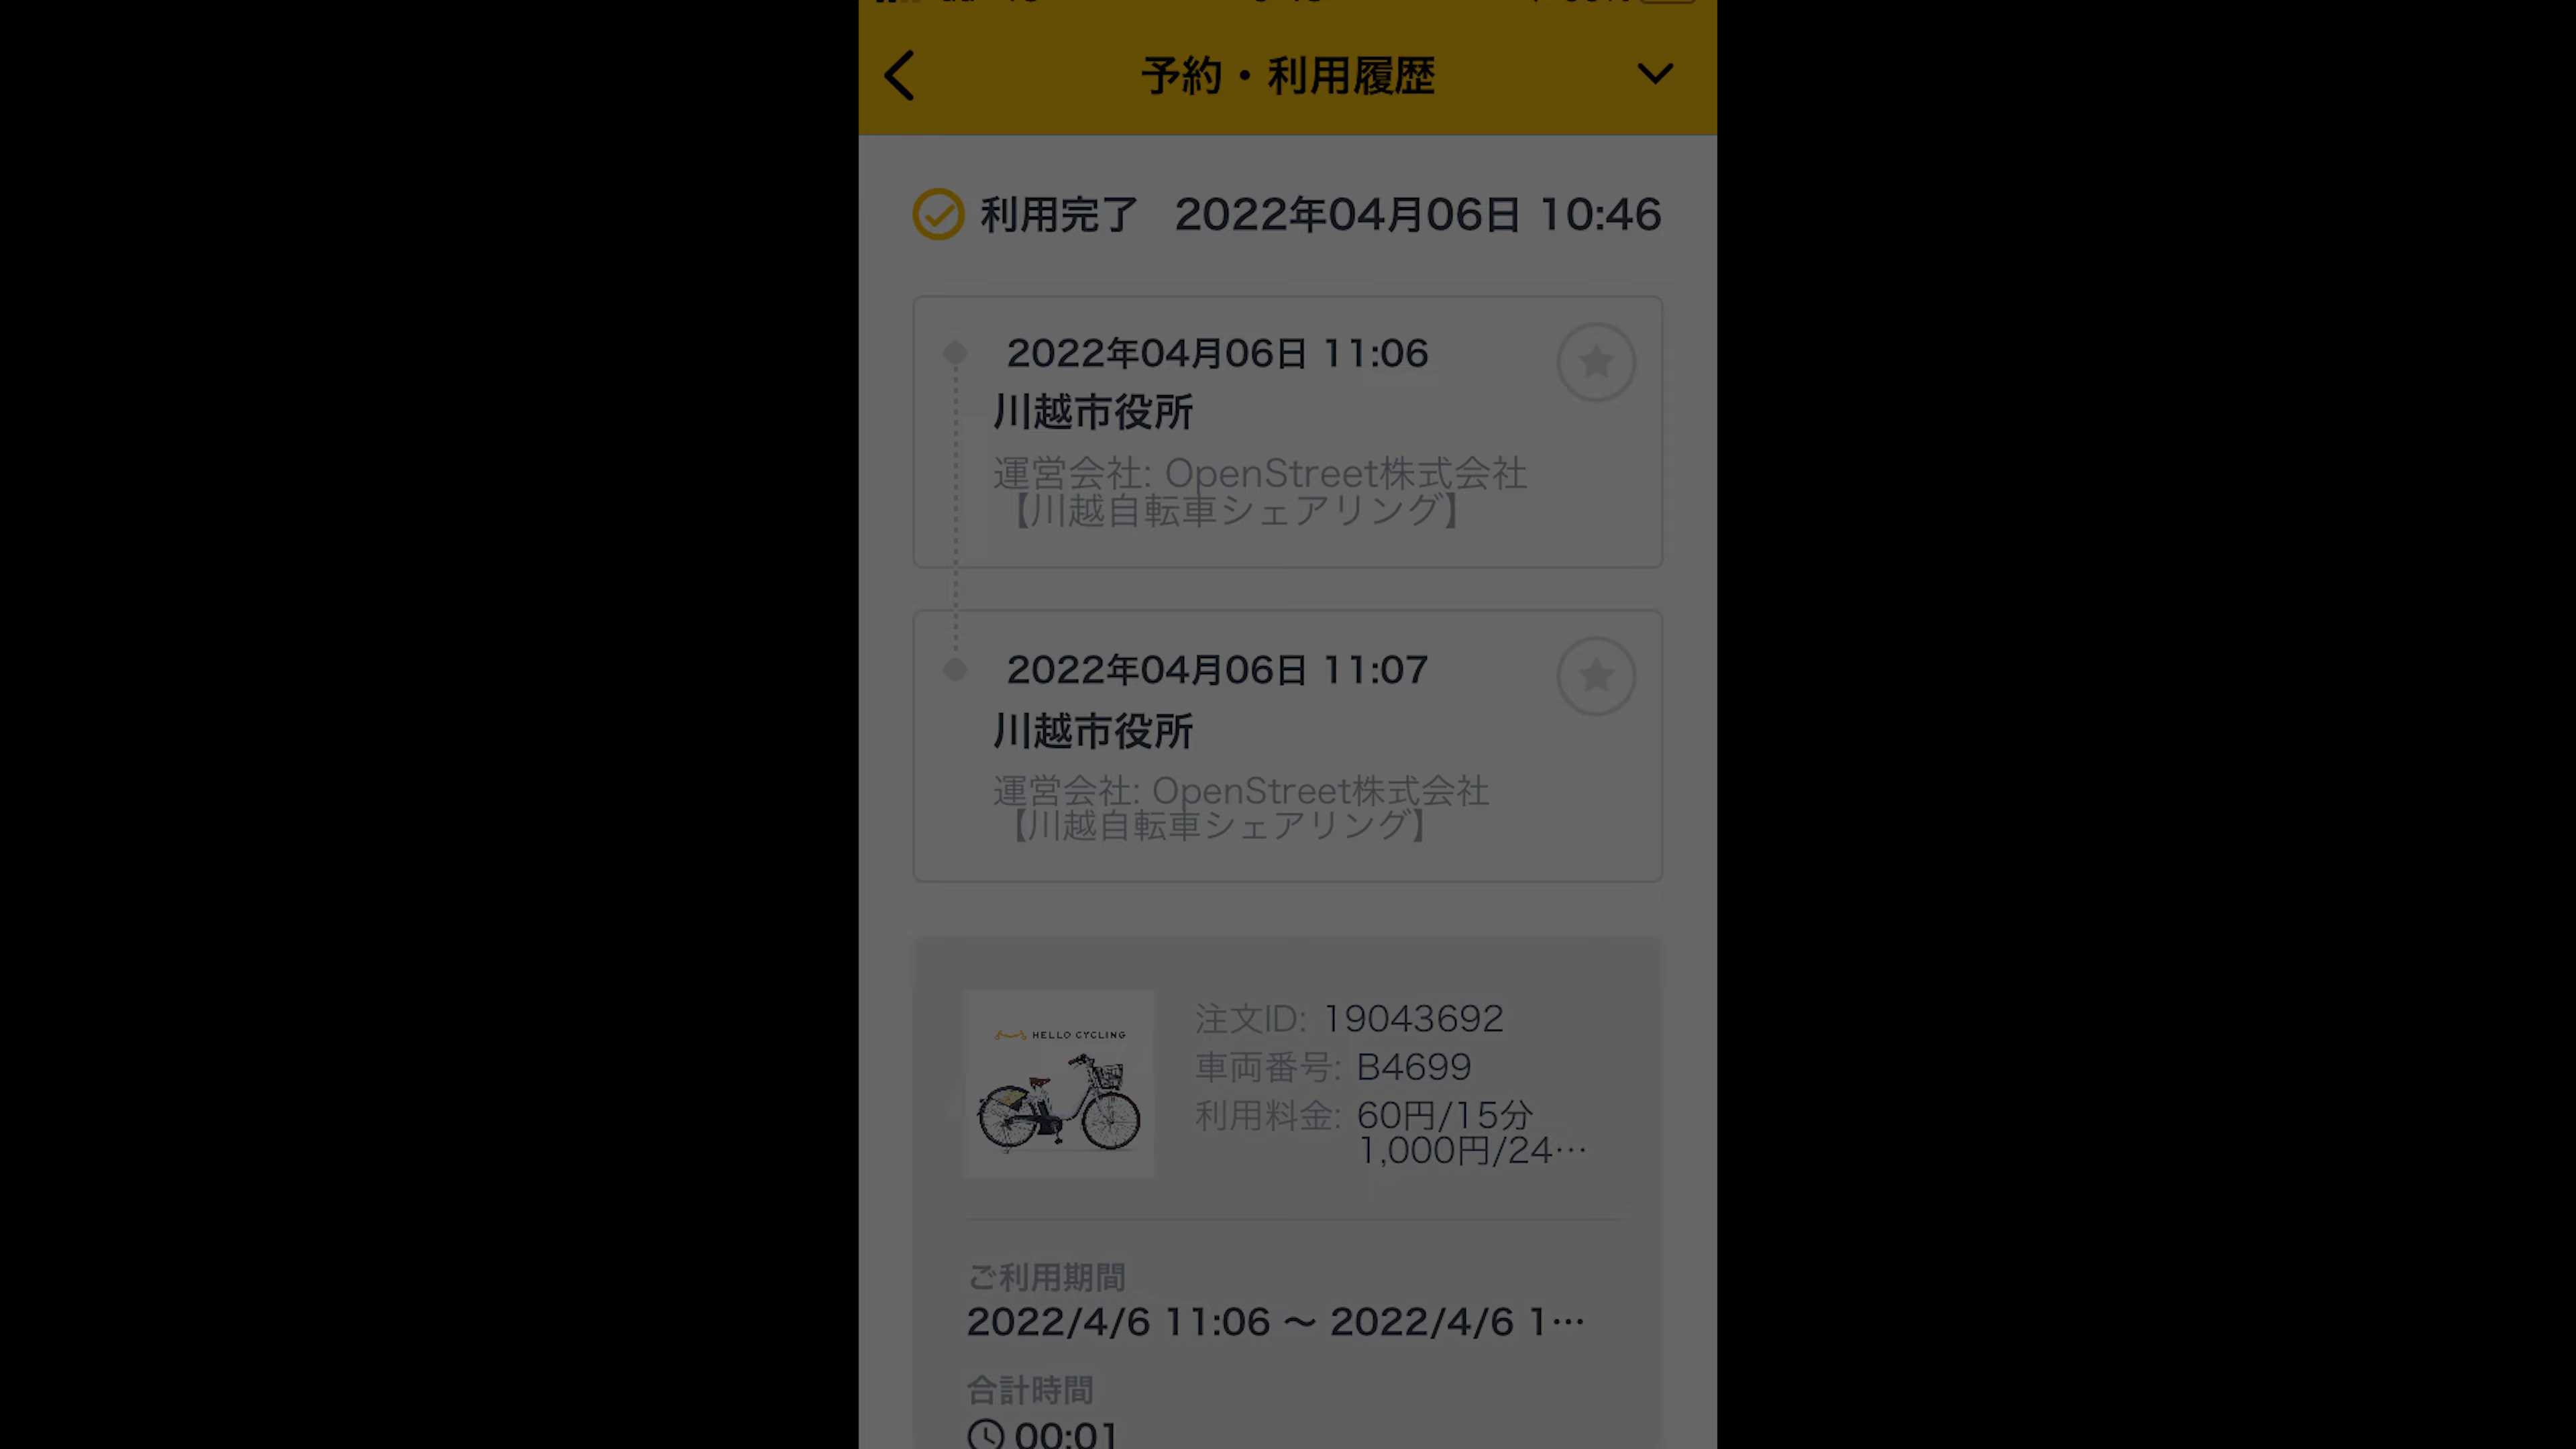 予約・利用履歴
利用完了 2022年04月06日 10:46
2022年04月06日 11:06
川越市役所
運営会社: OpenStreet株式会社
【川越自転車シェアリング】
2022年04月06日 11:07
川越市役所
運営会社: OpenStreet株式会社
【川越自転車シェアリング】
HELLO CYCLING
注文ID: 19043692
車両番号: B4699
利用料金: 60円/15分
1,000円/24…
ご利用期間
2022/4/6 11:06 〜 2022/4/6 1…
合計時間
00:01